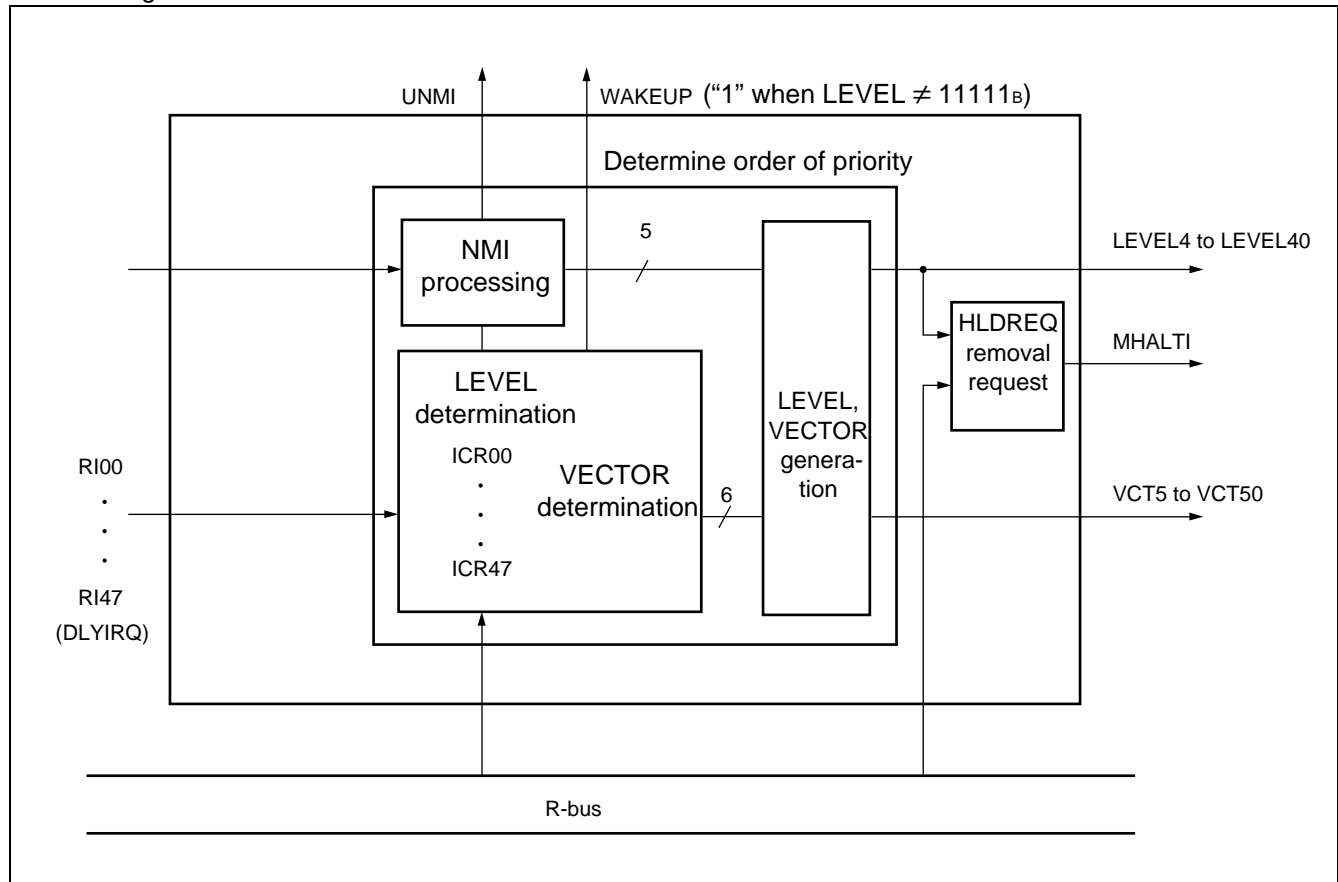 UNMI
WAKEUP ("1" when LEVEL ≠ 11111B)
Determine order of priority
NMI
processing
5
LEVEL4 to LEVEL40
HLDREQ
removal
request
MHALTI
LEVEL
determination
ICR00
.
.
.
ICR47
VECTOR
determination
6
LEVEL,
VECTOR
genera-
tion
VCT5 to VCT50
RI00
.
.
.
RI47
(DLYIRQ)
R-bus